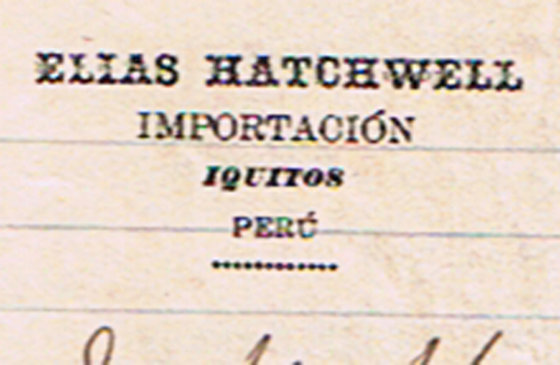 ELIAS HATCHWELL
IMPORTACIÓN
IQUITOS
PERÚ